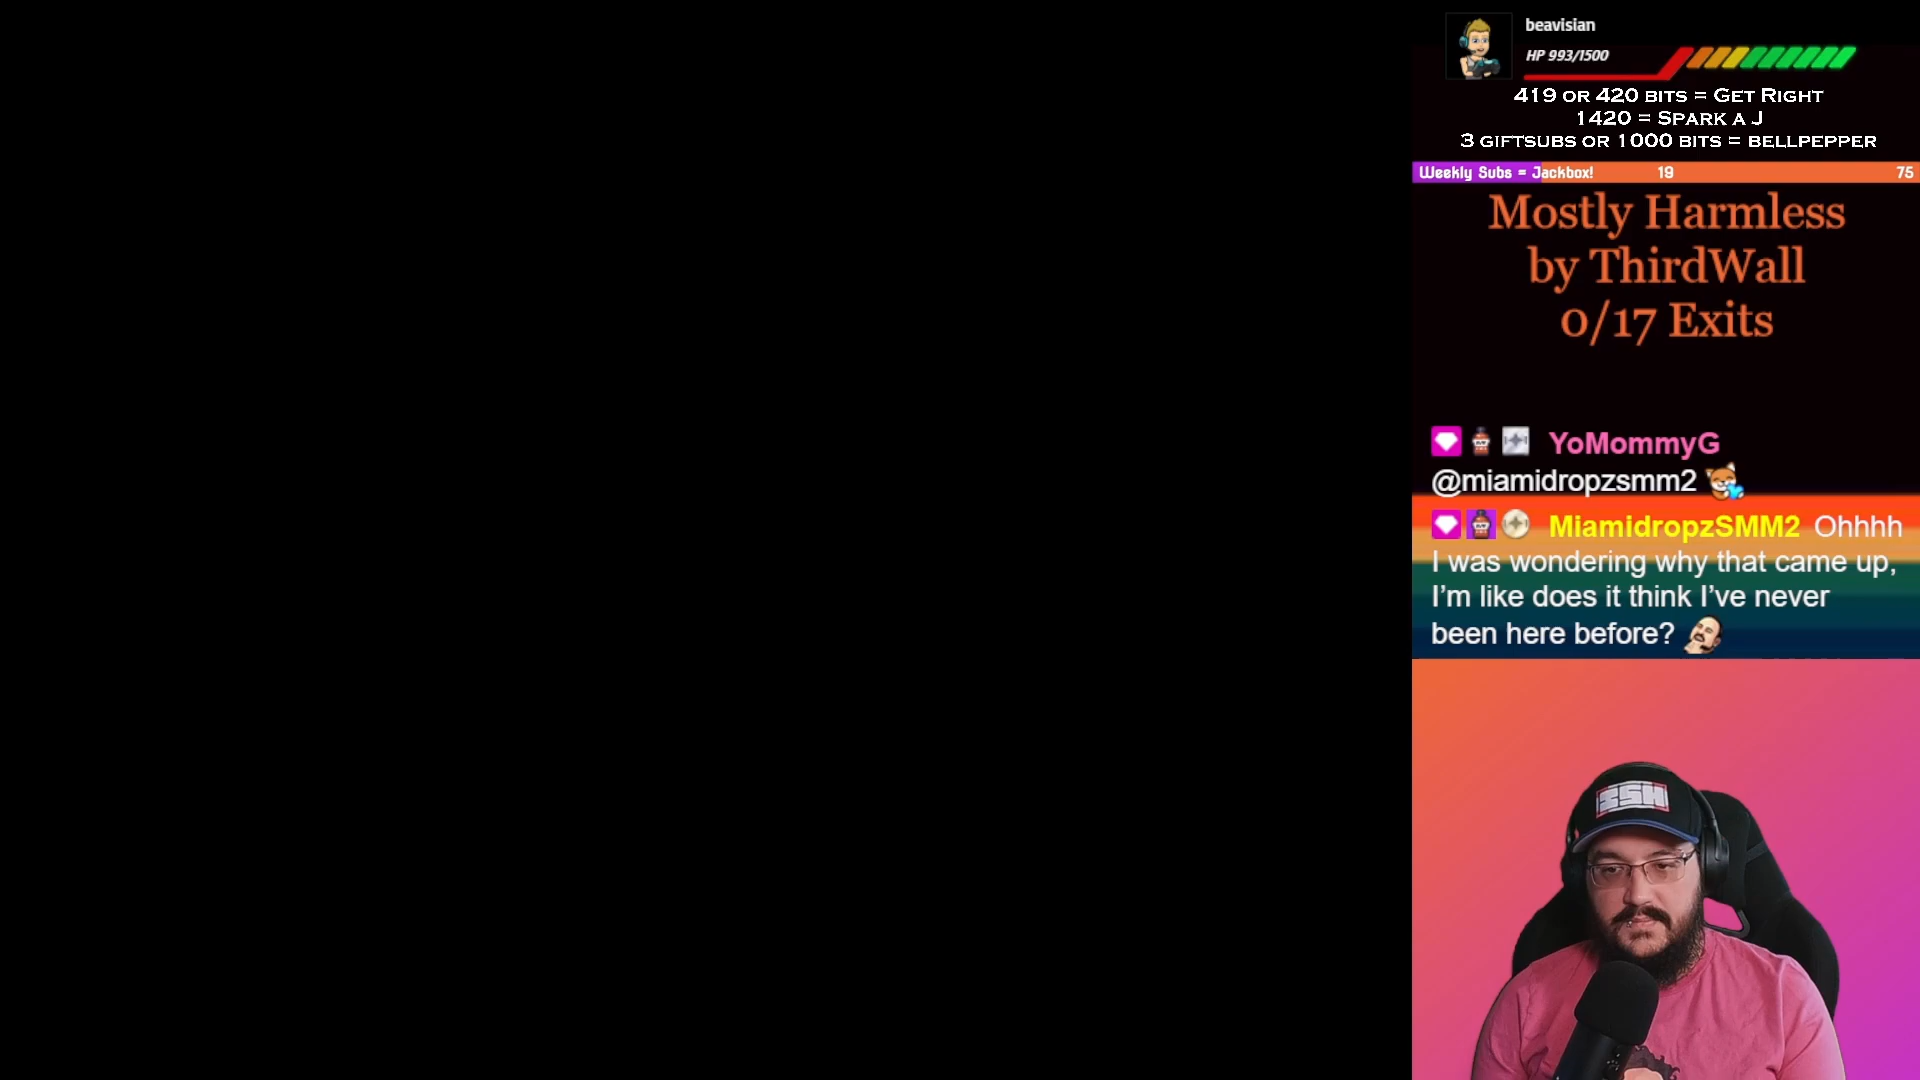 beavisian
HP 993/1500
419 OR 420 BITS = GET RIGHT
1420 = SPARK A J
3 GIFTSUBS OR 1000 BITS = BELLPEPPER
Weekly Subs = Jackbox! 19 75
Mostly Harmless
by ThirdWall
0/17 Exits
YoMommyG
@miamidropzsmm2
MiamidropzSMM2 Ohhhh
I was wondering why that came up,
I’m like does it think I’ve never
been here before?
ISH